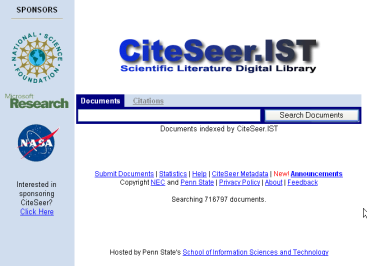 SPONSORS
NATIONAL SCIENCE FOUNDATION
Microsoft
Research
NASA
Interested in
sponsoring
CiteSeer?
Click Here
CiteSeer.IST
Scientific Literature Digital Library
Documents Citations
Search Documents
Documents indexed by CiteSeer.IST
Submit Documents | Statistics | Help | CiteSeer Metadata | New! Announcements
Copyright NEC and Penn State | Privacy Policy | About | Feedback
Searching 716797 documents.
Hosted by Penn State's School of Information Sciences and Technology